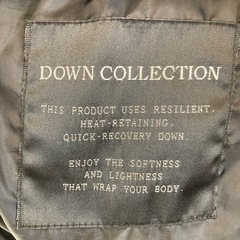 DOWN COLLECTION
THIS PRODUCT USES RESILIENT.
HEAT-RETAINING.
QUICK-RECOVERY DOWN.
ENJOY THE SOFTNESS
AND LIGHTNESS
THAT WRAP YOUR BODY.